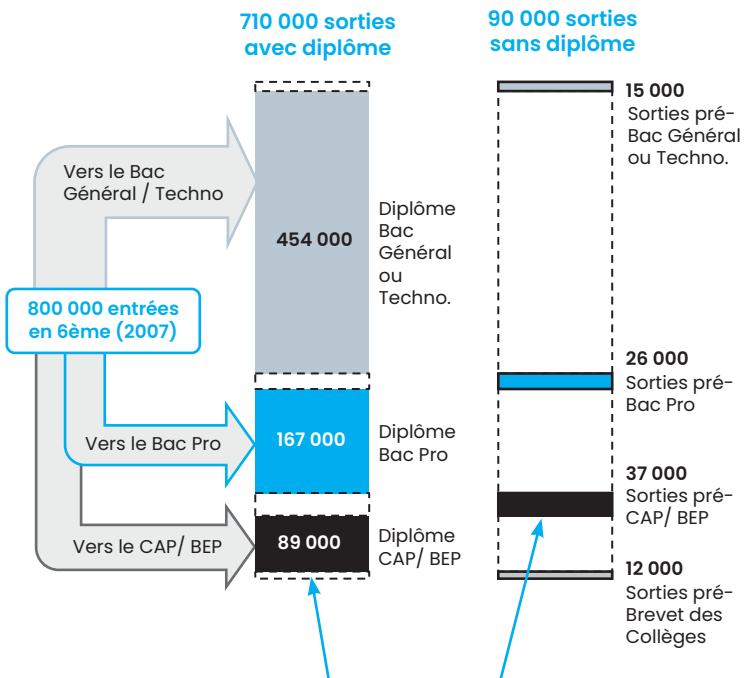 710 000 sorties
avec diplôme
90 000 sorties
sans diplôme
Vers le Bac
Général / Techno
800 000 entrées
en 6ème (2007)
Vers le Bac Pro
Vers le CAP/ BEP
454 000
Diplôme
Bac
Général
ou
Techno.
167 000
Diplôme
Bac Pro
89 000
Diplôme
CAP/ BEP
15 000
Sorties pré-
Bac Général
ou Techno.
26 000
Sorties pré-
Bac Pro
37 000
Sorties pré-
CAP/ BEP
12 000
Sorties pré-
Brevet des
Collèges